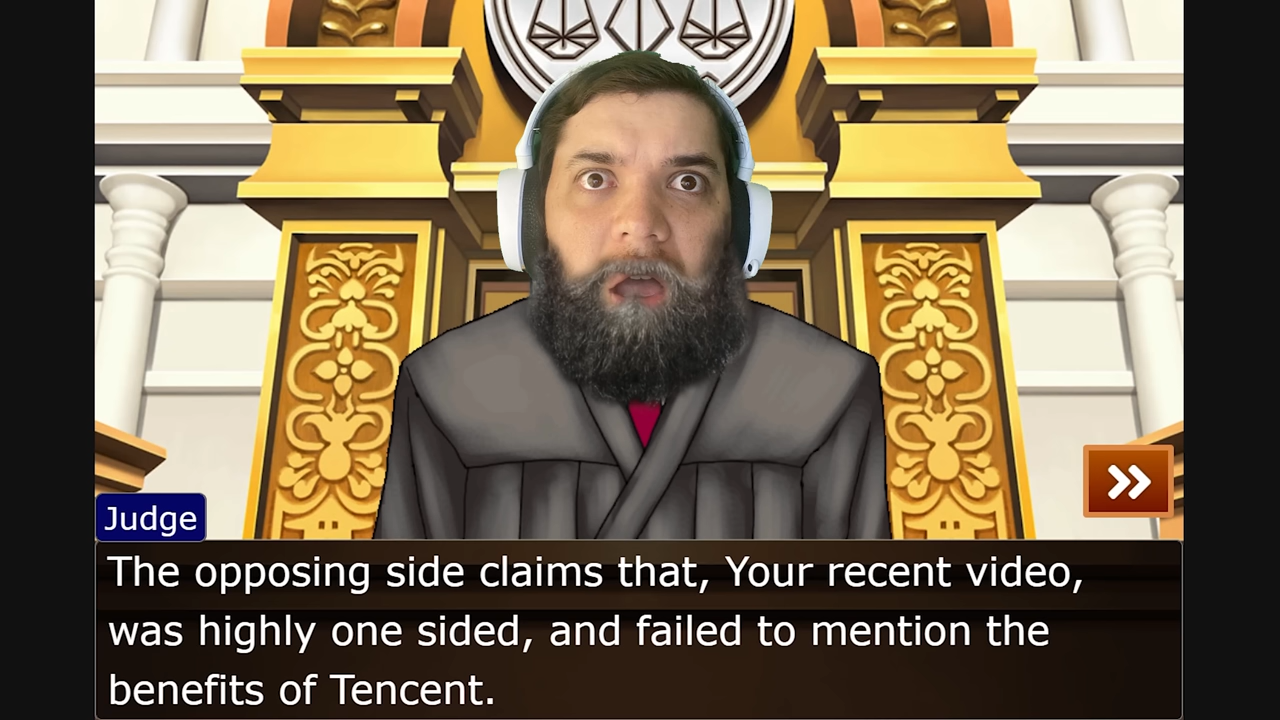 Judge
The opposing side claims that, Your recent video,
was highly one sided, and failed to mention the
benefits of Tencent.